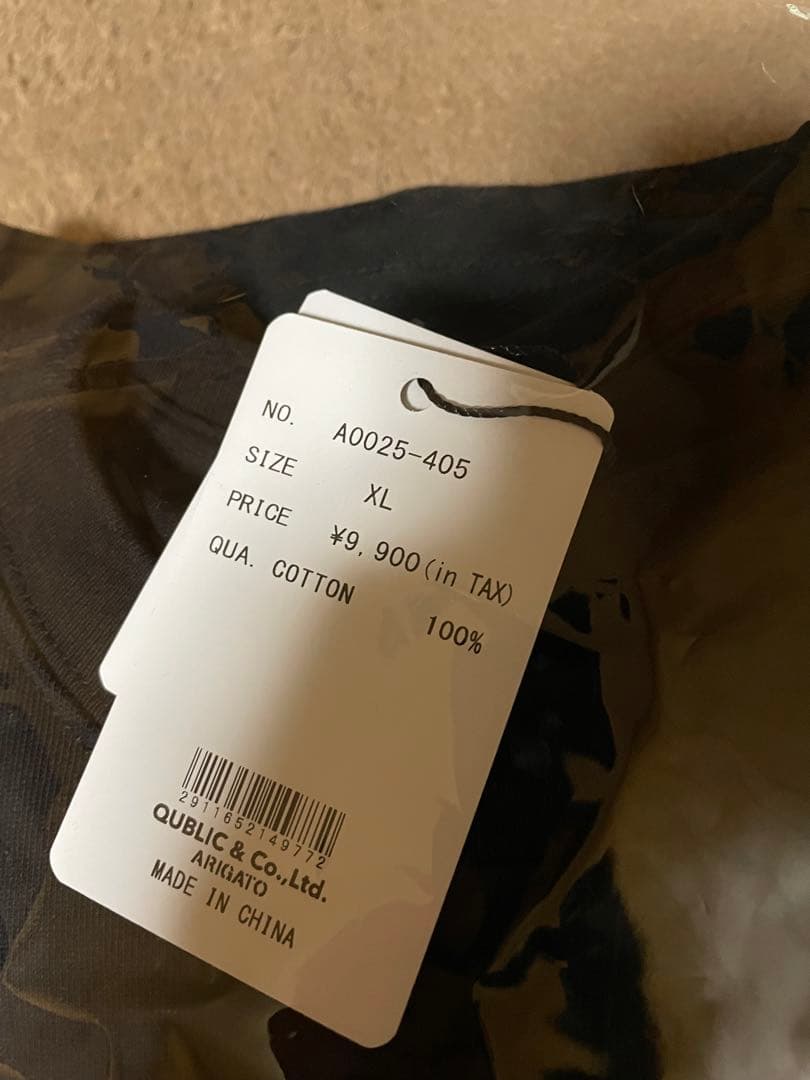 NO. A0025-405
SIZE XL
PRICE ¥9,900(in TAX)
QUA. COTTON 100%
2911652149772
QUBLIC & Co.,Ltd.
ARIGATO
MADE IN CHINA